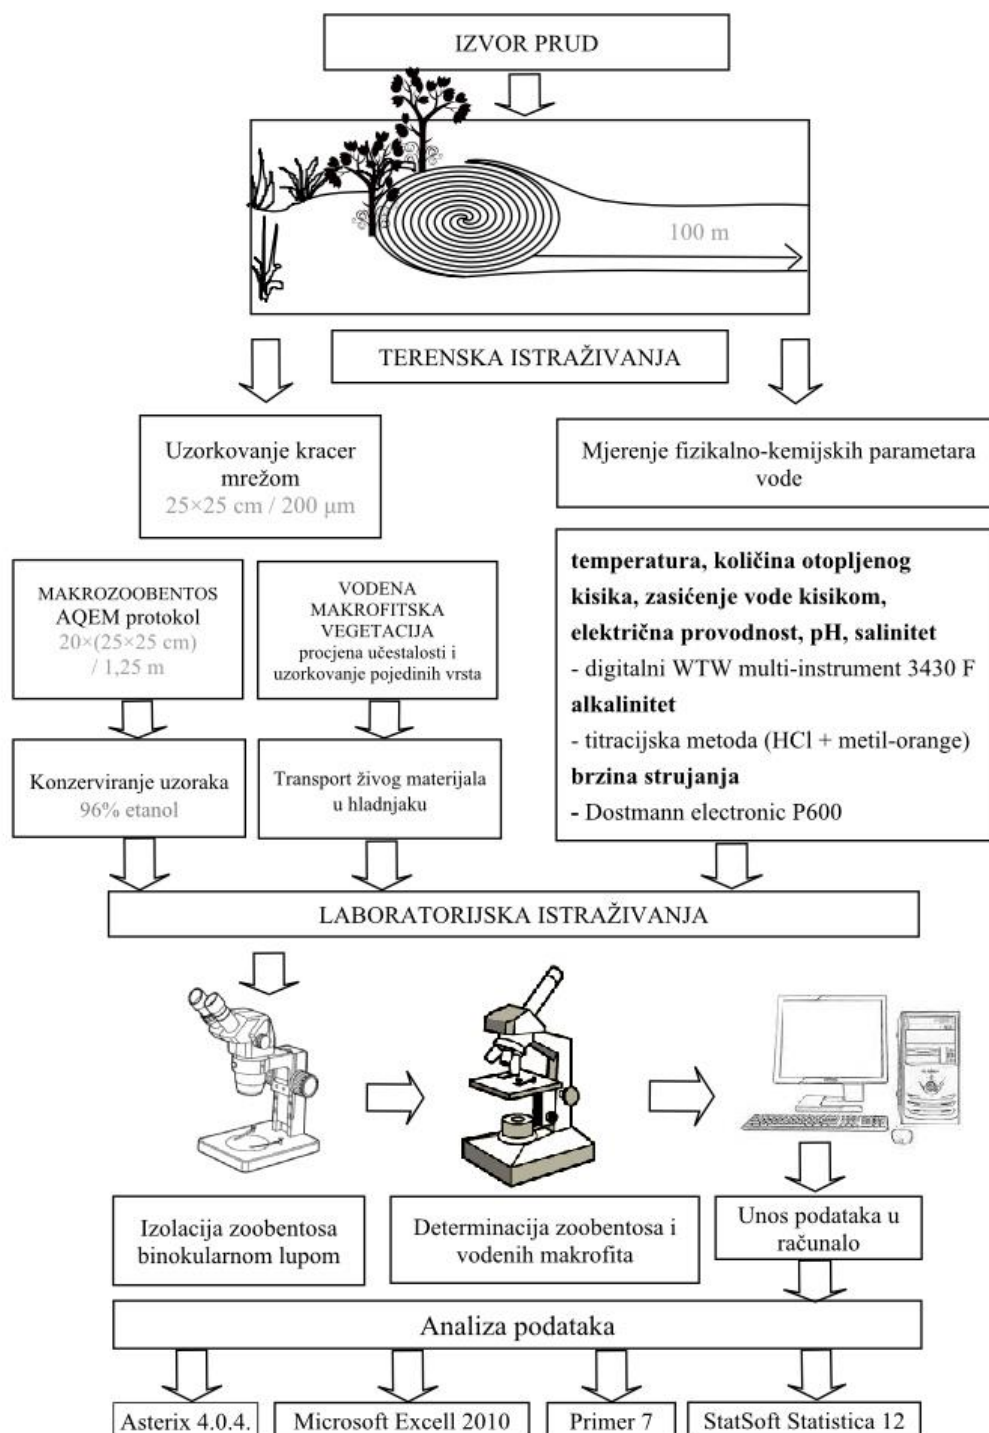 IZVOR PRUD
100 m
TERENSKA ISTRAŽIVANJA
Uzorkovanje kracer
mrežom
25×25 cm / 200 µm
Mjerenje fizikalno-kemijskih parametara
vode
MAKROZOOBENTOS
AQEM protokol
20×(25×25 cm)
/ 1,25 m
VODENA
MAKROFITSKA
VEGETACIJA
procjena učestalosti i
uzorkovanje pojedinih vrsta
temperatura, količina otopljenog
kisika, zasićenje vode kisikom,
električna provodnost, pH, salinitet
- digitalni WTW multi-instrument 3430 F
alkalinitet
- titracijska metoda (HCl + metil-orange)
brzina strujanja
- Dostmann electronic P600
Konzerviranje uzoraka
96% etanol
Transport živog materijala
u hladnjaku
LABORATORIJSKA ISTRAŽIVANJA
Izolacija zoobentosa
binokularnom lupom
Determinacija zoobentosa i
vodenih makrofita
Unos podataka u
računalo
Analiza podataka
Asterix 4.0.4.
Microsoft Excell 2010
Primer 7
StatSoft Statistica 12